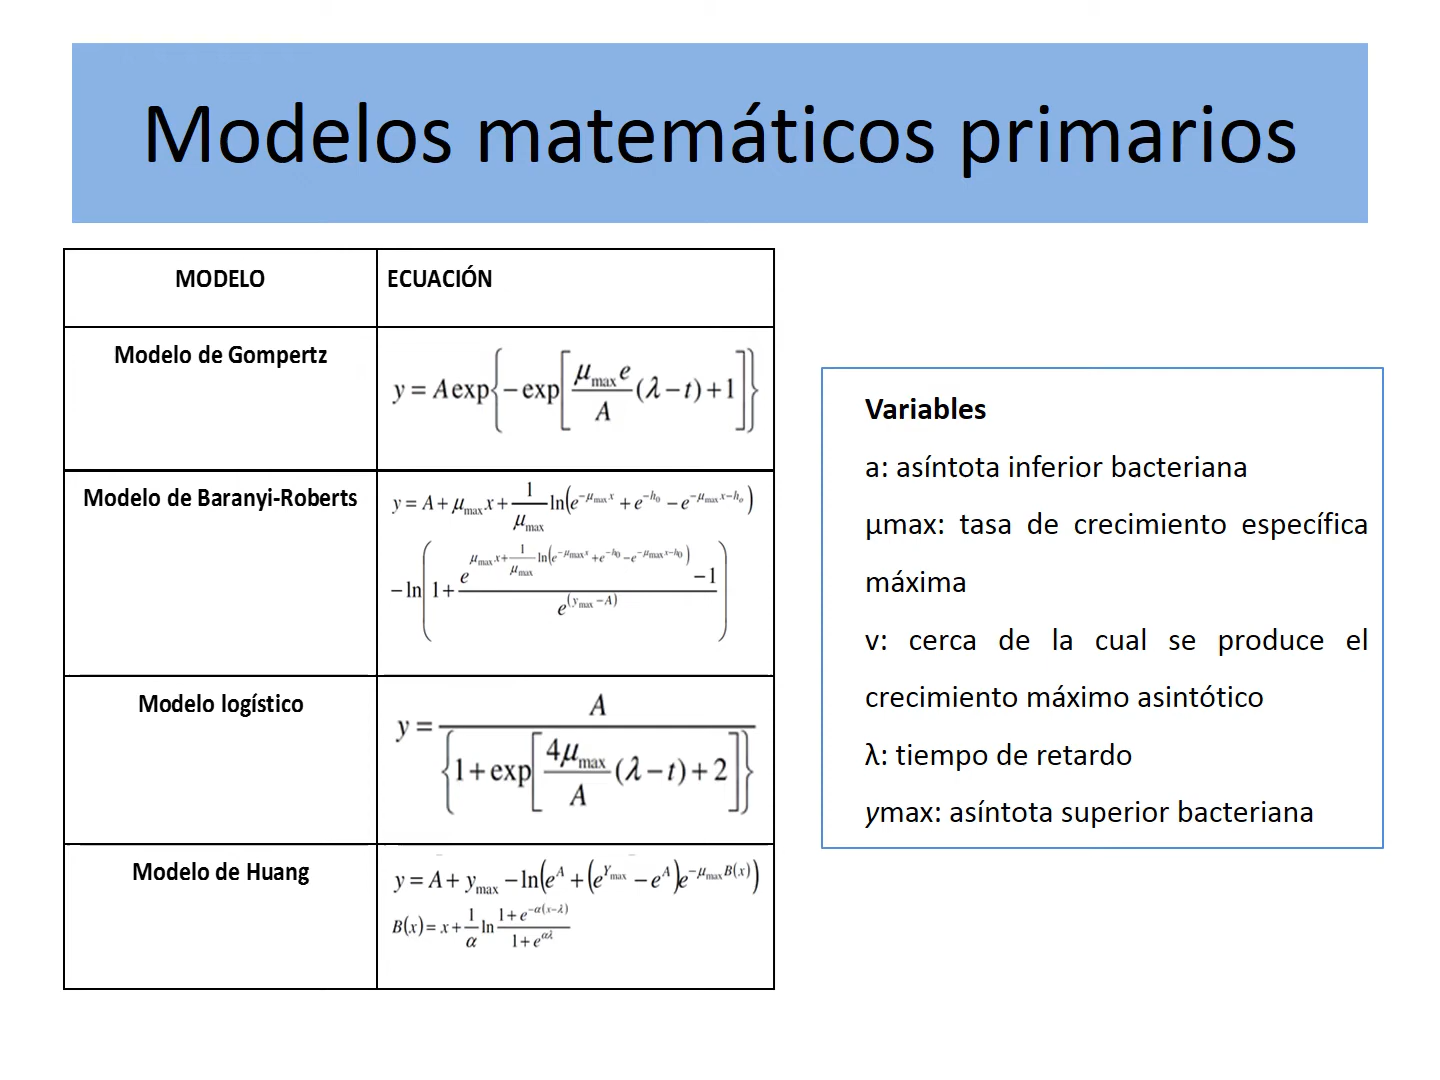 Modelos matemáticos primarios
MODELO ECUACIÓN
Modelo de Gompertz
y = A exp{−exp[(μmax e / A)(λ − t) + 1]}
Modelo de Baranyi-Roberts
y = A + μmax x + (1/μmax) ln(e^(−μmax x) + e^(−h0) − e^(−μmax x−ho))
−ln(1 + (e^(μmax x + (1/μmax) ln(e^(−μmax x) + e^(−h0) − e^(−μmax x−h0))) − 1) / e^(ymax − A))
Modelo logístico
y = A / {1 + exp[(4μmax / A)(λ − t) + 2]}
Modelo de Huang
y = A + ymax − ln(e^A + (e^Ymax − e^A)e^(−μmax B(x)))
B(x) = x + (1/α) ln((1 + e^(−α(x−λ))) / (1 + e^(αλ)))
Variables
a: asíntota inferior bacteriana
μmax: tasa de crecimiento específica
máxima
v: cerca de la cual se produce el
crecimiento máximo asintótico
λ: tiempo de retardo
ymax: asíntota superior bacteriana